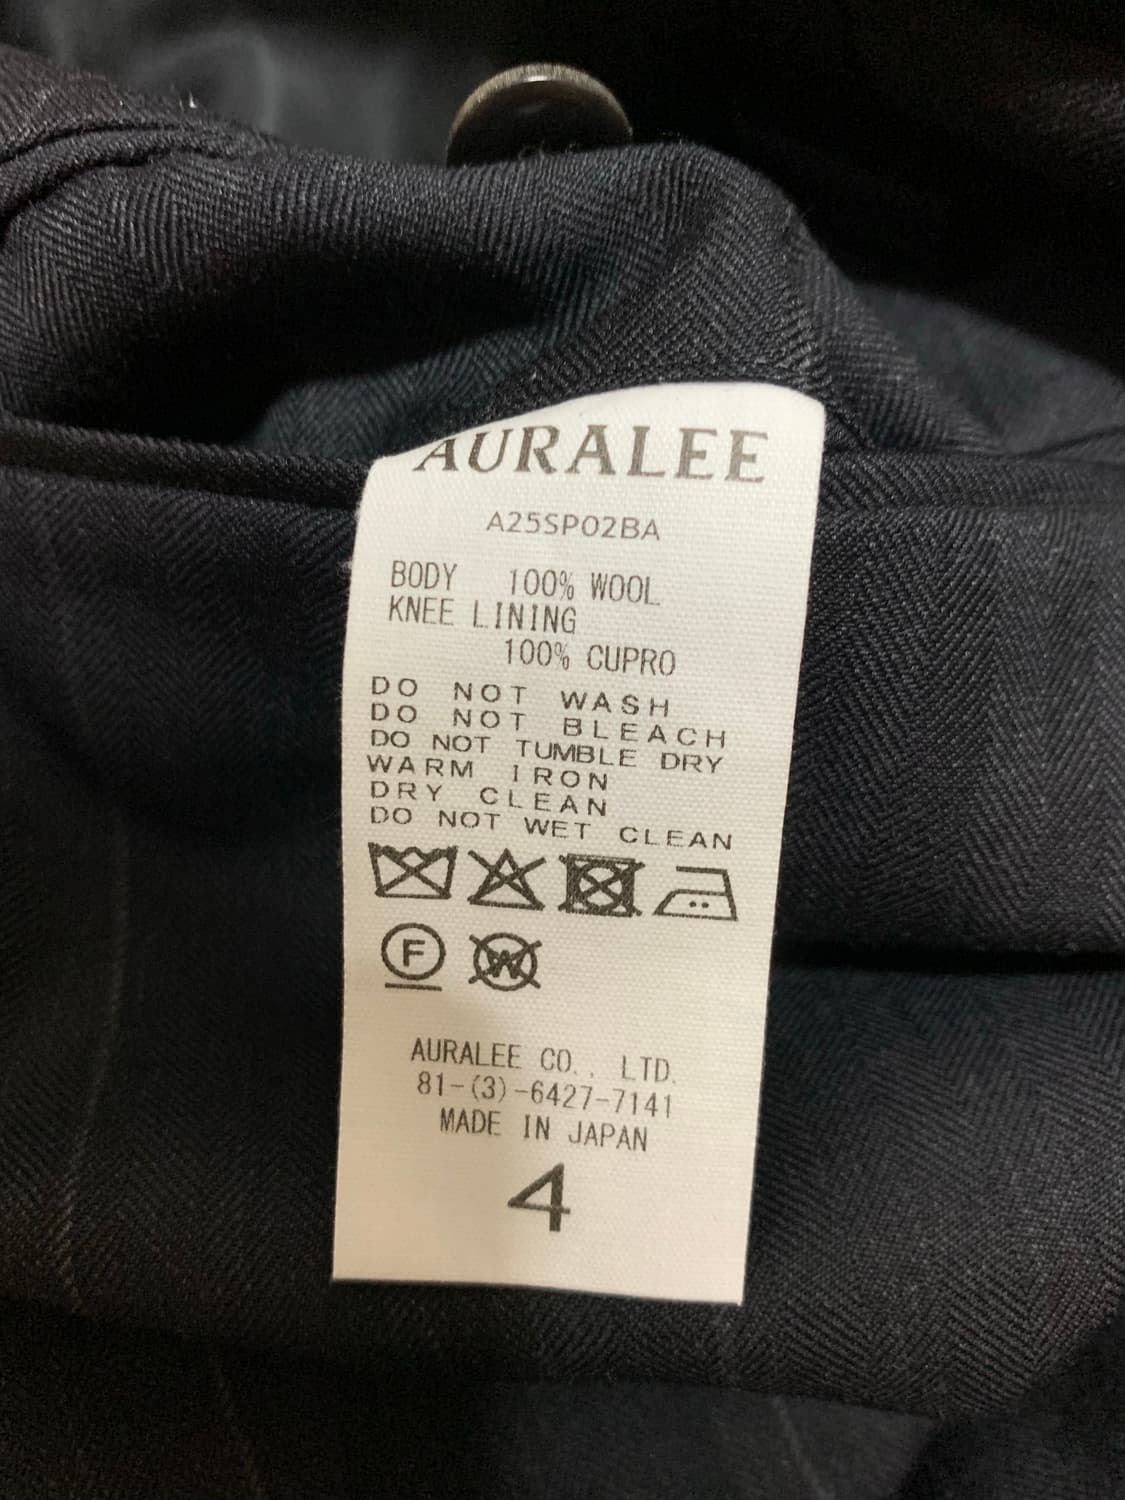 AURALEE
A25SP02BA
BODY 100% WOOL
KNEE LINING
100% CUPRO
DO NOT WASH
DO NOT BLEACH
DO NOT TUMBLE DRY
WARM IRON
DRY CLEAN
DO NOT WET CLEAN
F W
AURALEE CO., LTD.
81-(3)-6427-7141
MADE IN JAPAN
4